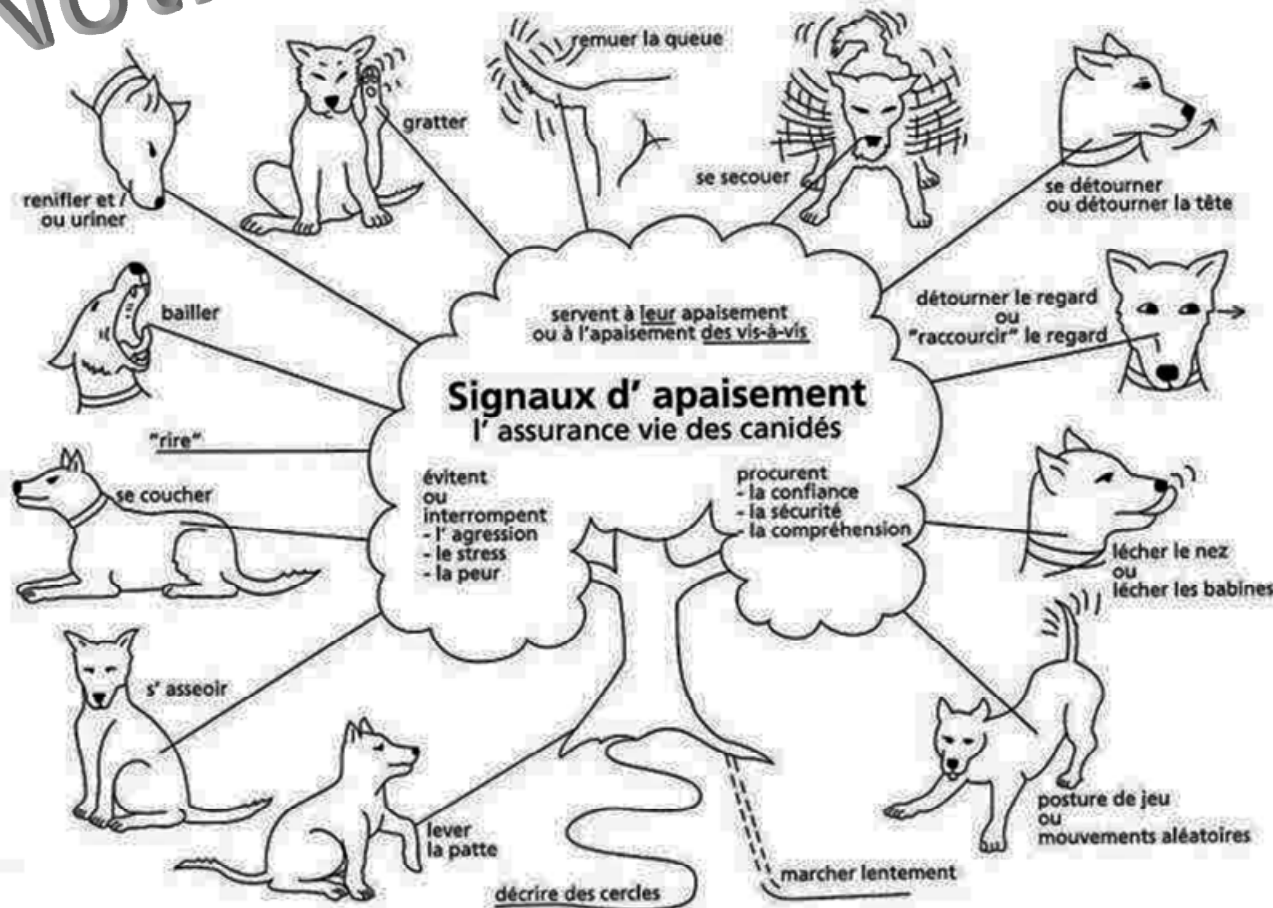 remuer la queue
gratter
se secouer
renifler et /
ou uriner
se détourner
ou détourner la tête
bailler
détourner le regard
ou
"raccourcir" le regard
servent à leur apaisement
ou à l'apaisement des vis-à-vis
Signaux d' apaisement
l' assurance vie des canidés
"rire"
se coucher
évitent
ou
interrompent
- l' agression
- le stress
- la peur
procurent
- la confiance
- la sécurité
- la compréhension
lécher le nez
ou
lécher les babines
s' asseoir
lever
la patte
posture de jeu
ou
mouvements aléatoires
décrire des cercles
marcher lentement